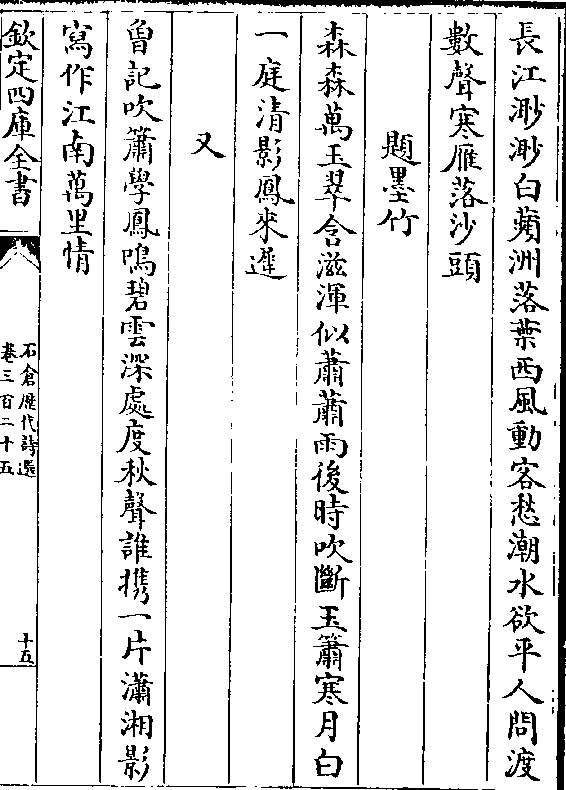 長江渺渺白蘋洲落葉西風動客愁潮水欲平人問渡
數聲寒雁落沙頭
題墨竹
森森萬玉翠含滋渾似蕭蕭雨後時吹斷玉簫寒月白
一庭清影鳳來遲
又
曾記吹簫學鳳鳴碧雲深處度秋聲誰攜一片瀟湘影
寫作江南萬里情
欽定四庫全書
石倉歷代詩選
卷三百二十五
十五